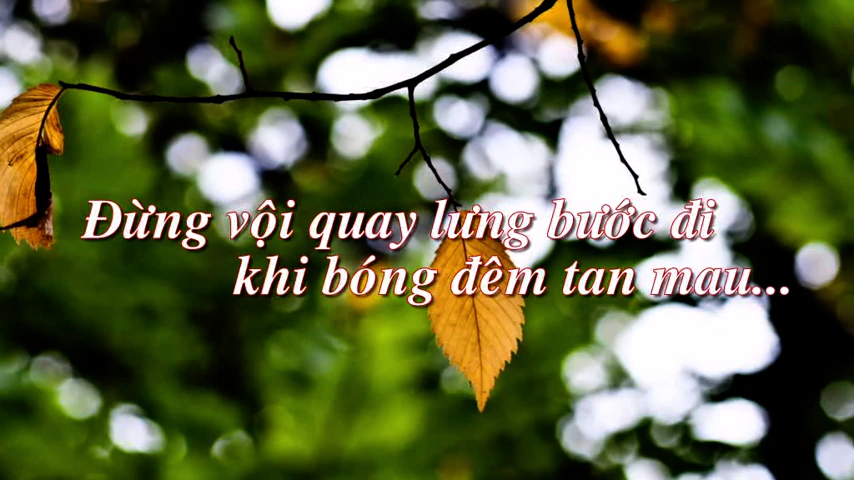 Đừng vội quay lưng bước đi
khi bóng đêm tan mau...